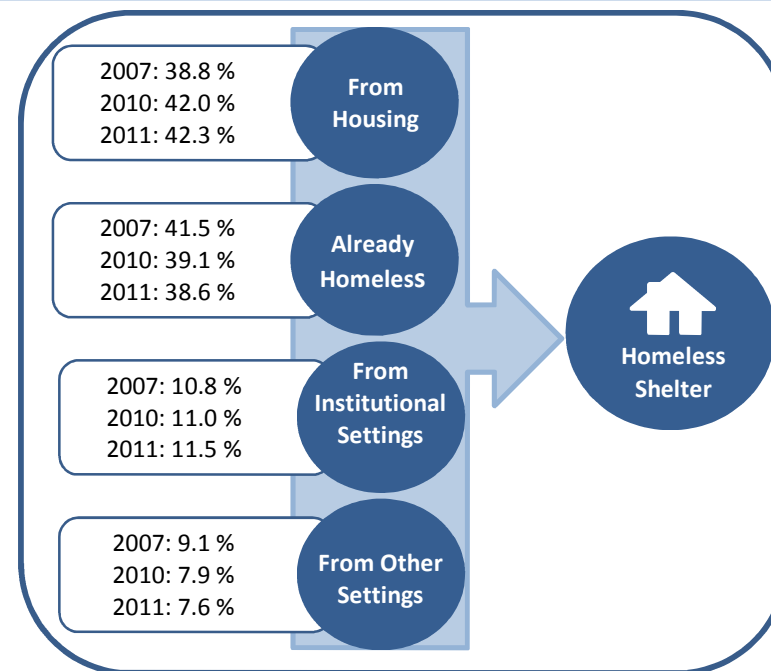 2007: 38.8 %
2010: 42.0 %
2011: 42.3 %
From
Housing
2007: 41.5 %
2010: 39.1 %
2011: 38.6 %
Already
Homeless
2007: 10.8 %
2010: 11.0 %
2011: 11.5 %
From
Institutional
Settings
2007: 9.1 %
2010: 7.9 %
2011: 7.6 %
From Other
Settings
Homeless
Shelter